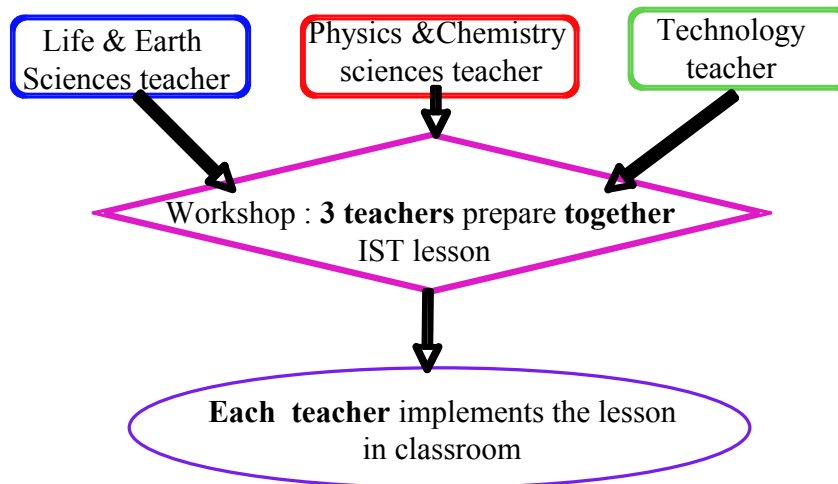 Life & Earth
Sciences teacher
Physics &Chemistry
sciences teacher
Technology
teacher
Workshop : 3 teachers prepare together
IST lesson
Each teacher implements the lesson
in classroom